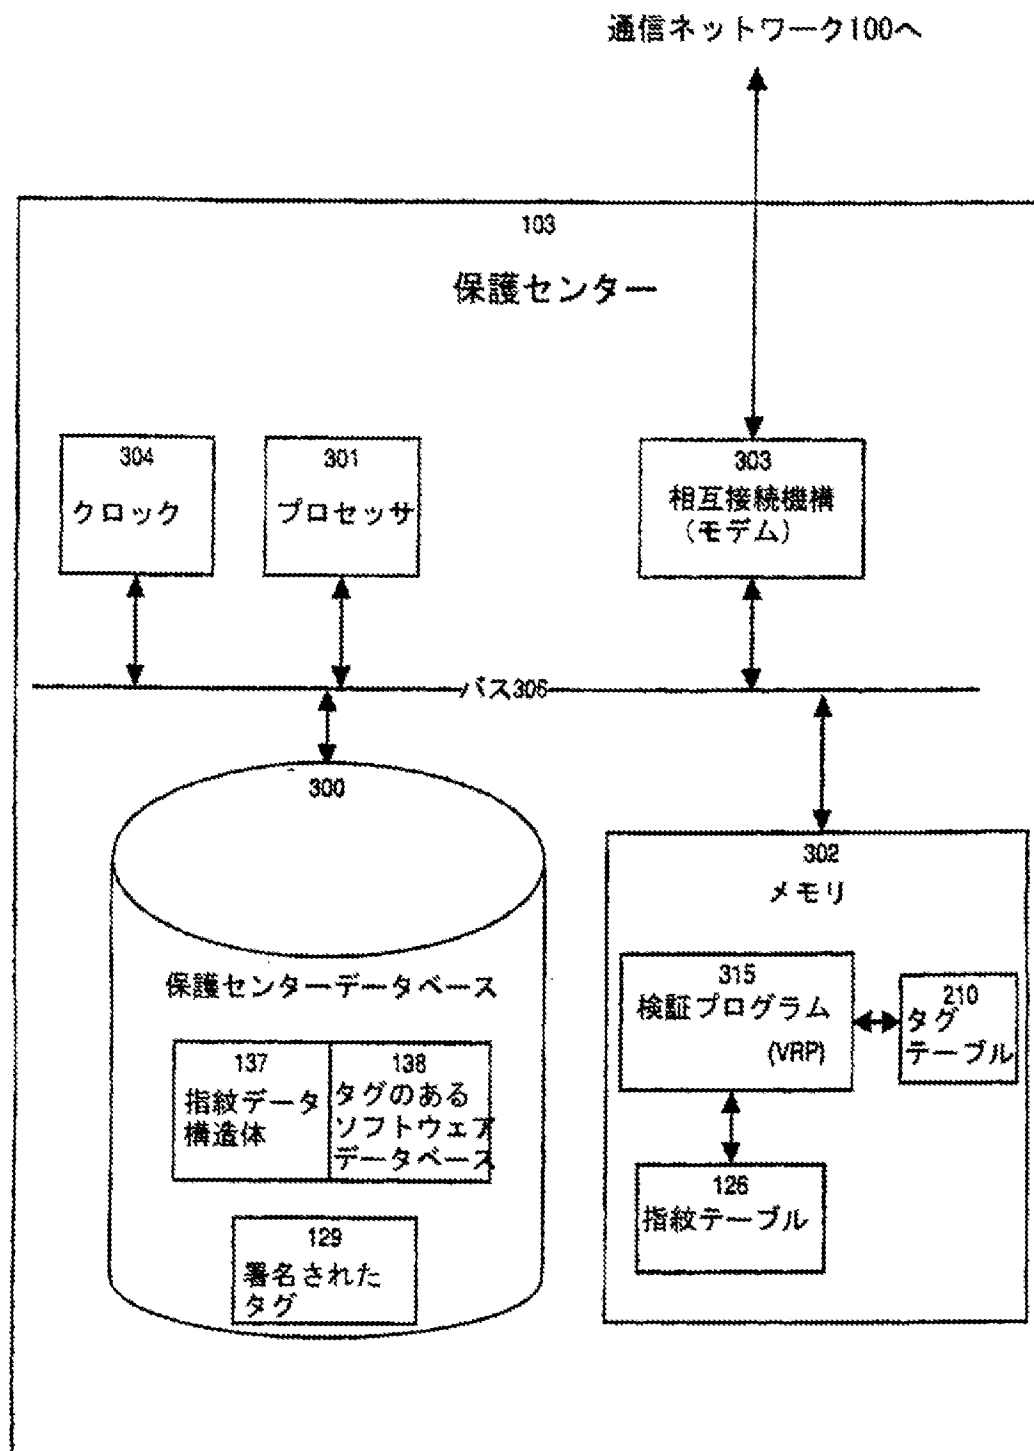 通信ネットワーク100へ
103
保護センター
304
クロック
301
プロセッサ
303
相互接続機構
(モデム)
バス306
300
保護センターデータベース
137
指紋データ
構造体
138
タグのある
ソフトウェア
データベース
129
署名された
タグ
302
メモリ
315
検証プログラム
(VRP)
210
タグ
テーブル
126
指紋テーブル